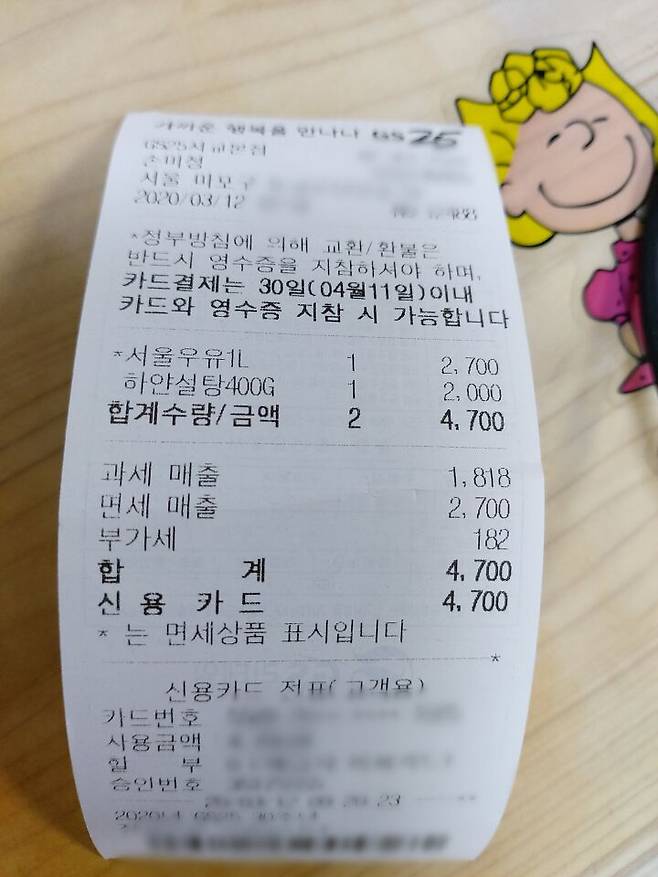 가까운 행복을 만나다 GS25
GS25서교본점
손미정
서울 마포구
2020/03/12
*정부방침에 의해 교환/환불은
반드시 영수증을 지참하셔야 하며,
카드결제는 30일(04월11일)이내
카드와 영수증 지참 시 가능합니다
*서울우유1L 1 2,700
하얀설탕400G 1 2,000
합계수량/금액 2 4,700
과세 매출 1,818
면세 매출 2,700
부가세 182
합 계 4,700
신 용 카 드 4,700
* 는 면세상품 표시입니다
*
신용카드 전표(고객용)
카드번호
사용금액
할 부
승인번호